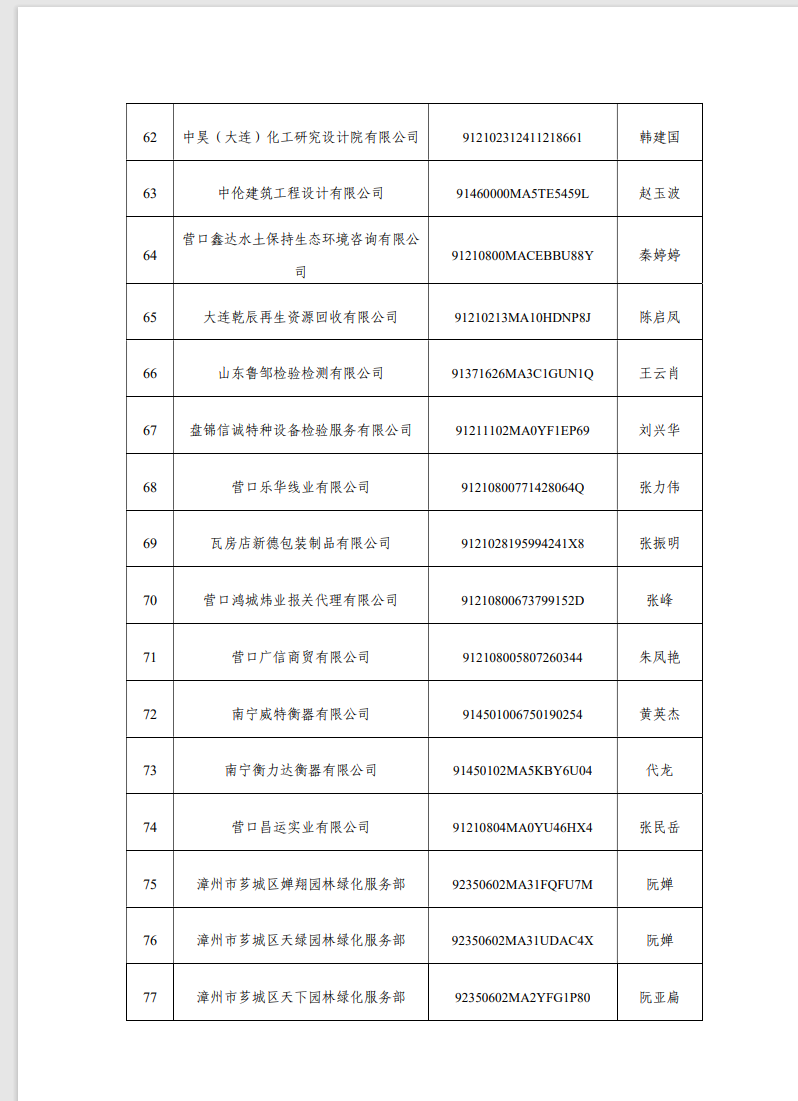 62 中昊（大连）化工研究设计院有限公司 912102312411218661 韩建国
63 中伦建筑工程设计有限公司 91460000MA5TE5459L 赵玉波
营口鑫达水土保持生态环境咨询有限公
64 91210800MACEBBU88Y 秦婷婷
司
65 大连乾辰再生资源回收有限公司 91210213MA10HDNP8J 陈启凤
66 山东鲁邹检验检测有限公司 91371626MA3C1GUN1Q 王云肖
67 盘锦信诚特种设备检验服务有限公司 91211102MA0YF1EP69 刘兴华
68 营口乐华线业有限公司 91210800771428064Q 张力伟
69 瓦房店新德包装制品有限公司 9121028195994241X8 张振明
70 营口鸿城炜业报关代理有限公司 91210800673799152D 张峰
71 营口广信商贸有限公司 912108005807260344 朱凤艳
72 南宁威特衡器有限公司 914501006750190254 黄英杰
73 南宁衡力达衡器有限公司 91450102MA5KBY6U04 代龙
74 营口昌运实业有限公司 91210804MA0YU46HX4 张民岳
75 漳州市芗城区婵翔园林绿化服务部 92350602MA31FQFU7M 阮婵
76 漳州市芗城区天绿园林绿化服务部 92350602MA31UDAC4X 阮婵
77 漳州市芗城区天下园林绿化服务部 92350602MA2YFG1P80 阮亚扁